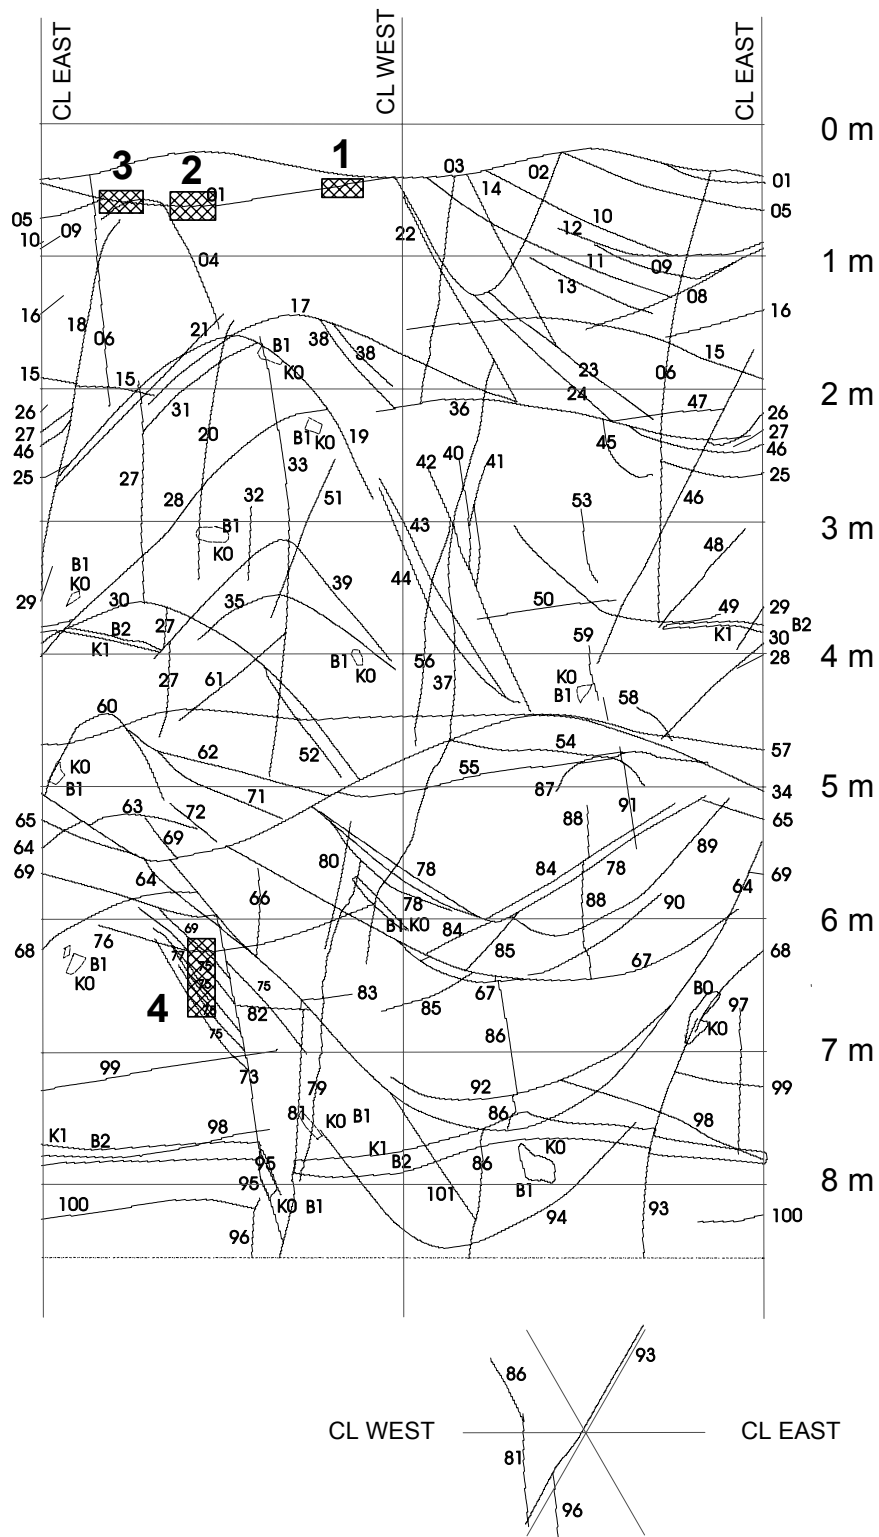 CL EAST CL WEST CL EAST
0 m
3 2 1 03 02
14 01
01 05
05 10
09 12
10 22
04 11 09
1 m
13 08
16 17 16
18 21
06 38 B1 38 15
K0 23 06
15 15 24
2 m
26 31 36 47 26
27 20 B1 19 45 27
46 K0 46
25 27 33 42 40 41 25
28 32 51 53 46
B1 43
3 m
K0 48
B1
K0 39 44
29 30 35 50 49 29
B2 27 59 B2
K1 K1 30
28
4 m
B1 56
27 61 K0 37 K0
B1 58
60
62 52 54 57
K0 55
B1 71 87 34
5 m
65 63 72 91 65
88
64 69 89
80 78 84 78
69 64 66 64 69
78 88 90
69 B1 K0 84
6 m
76 77 85
68 B1 75 67 68
K0 75 75 83 67 B0
4 78 82 85 97
75 86 K0
7 m
99 73 79 92 99
81 K0 B1 86
K1 B2 98 K1 98
95 B2 86 K0
95 B1
8 m
100 K0 B1 101 94 93 100
96
93
86
CL WEST CL EAST
81
96